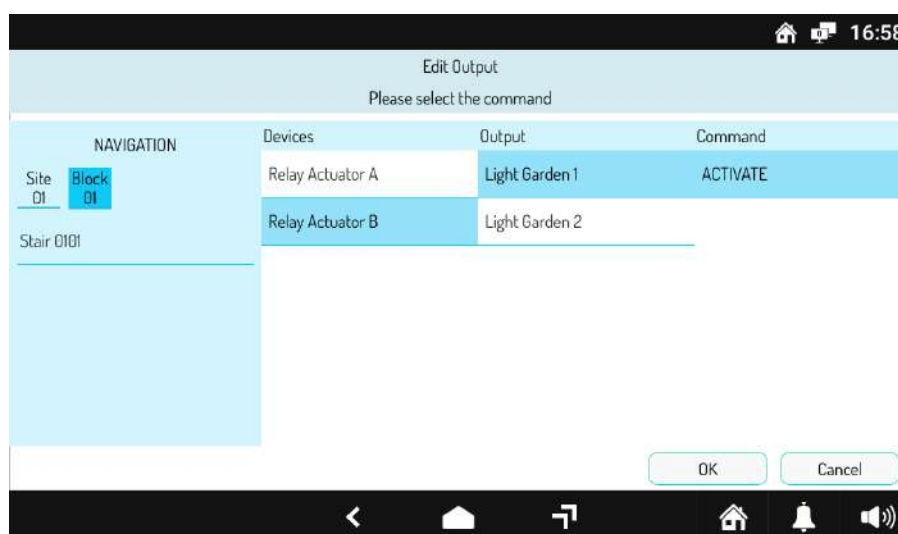 16:58
Edit Output
Please select the command
NAVIGATION
Site 01
Block 01
Stair 0101
Devices Output Command
Relay Actuator A Light Garden 1 ACTIVATE
Relay Actuator B Light Garden 2
OK Cancel